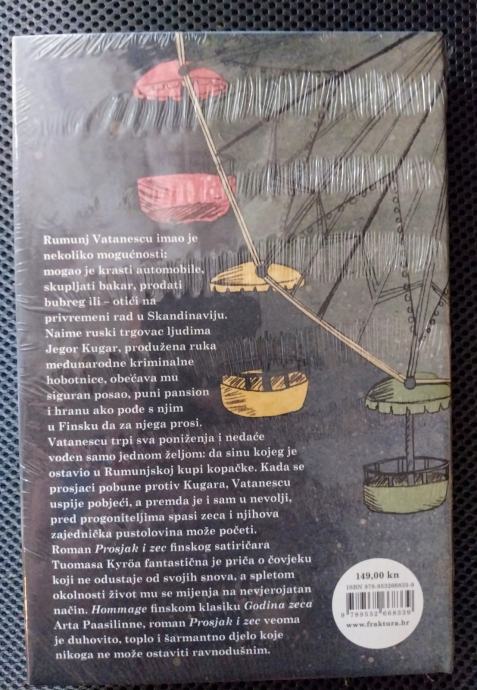 Rumunj Vatanescu imao je
nekoliko mogućnosti:
mogao je krasti automobile,
skupljati bakar, prodati
bubreg ili – otići na
privremeni rad u Skandinaviju.
Naime ruski trgovac ljudima
Jegor Kugar, produžena ruka
međunarodne kriminalne
hobotnice, obećava mu
siguran posao, puni pansion
i hranu ako pođe s njim
u Finsku da za njega prosi.
Vatanescu trpi sva poniženja i nedaće
vođen samo jednom željom: da sinu kojeg je
ostavio u Rumunjskoj kupi kopačke. Kada se
prosjaci pobune protiv Kugara, Vatanescu
uspije pobjeći, a premda je i sam u nevolji,
pred progoniteljima spasi zeca i njihova
zajednička pustolovina može početi.
Roman Prosjak i zec finskog satiričara
Tuomasa Kyröa fantastična je priča o čovjeku
koji ne odustaje od svojih snova, a spletom
okolnosti život mu se mijenja na nevjerojatan
način. Hommage finskom klasiku Godina zeca
Arta Paasilinne, roman Prosjak i zec veoma
je duhovito, toplo i šarmantno djelo koje
nikoga ne može ostaviti ravnodušnim.
149,00 kn
www.fraktura.hr